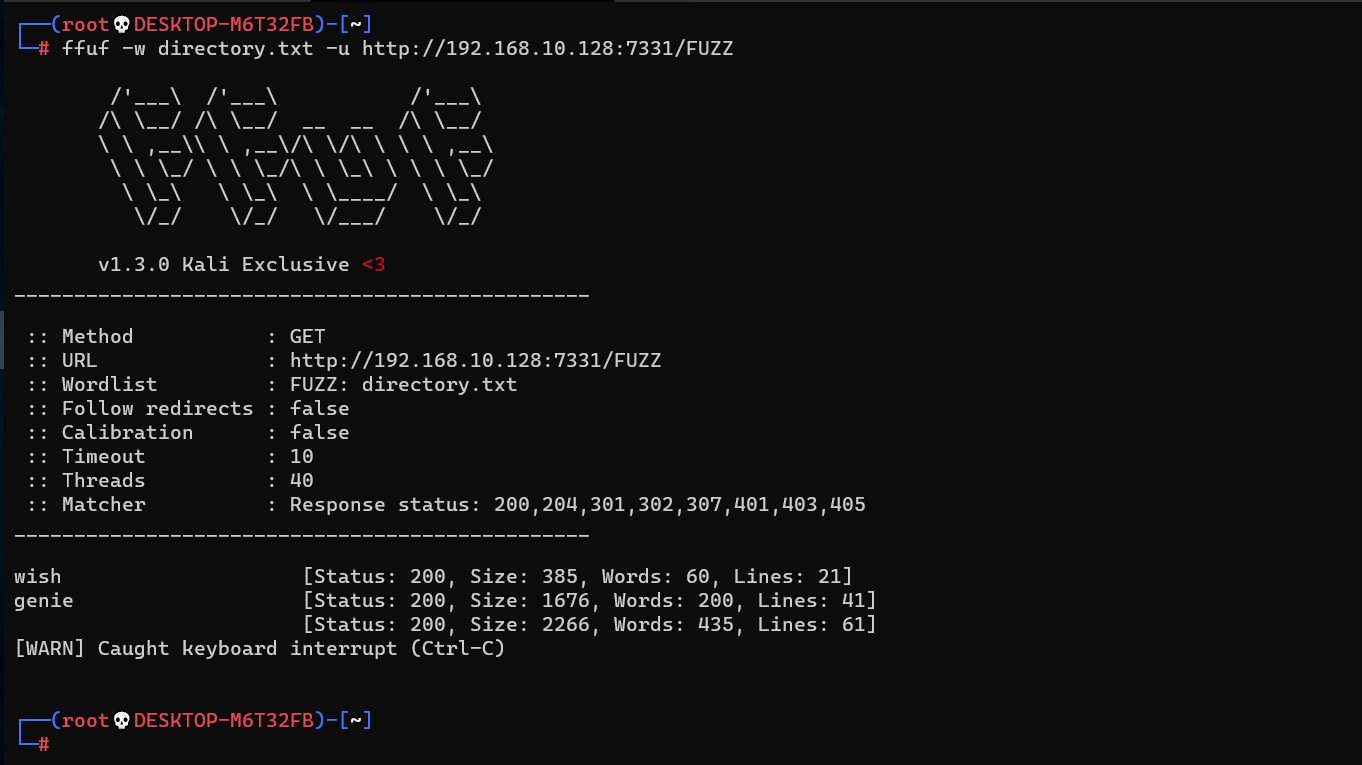 ┌──(root💀DESKTOP-M6T32FB)-[~]
└─# ffuf -w directory.txt -u http://192.168.10.128:7331/FUZZ
        /'___\  /'___\           /'___\
       /\ \__/ /\ \__/  __  __  /\ \__/
       \ \ ,__\\ \ ,__\/\ \/\ \ \ \ ,__\
        \ \ \_/ \ \ \_/\ \ \_\ \ \ \ \_/
         \ \_\   \ \_\  \ \____/  \ \_\
          \/_/    \/_/   \/___/    \/_/
v1.3.0 Kali Exclusive <3
________________________________________________
:: Method           : GET
:: URL              : http://192.168.10.128:7331/FUZZ
:: Wordlist         : FUZZ: directory.txt
:: Follow redirects : false
:: Calibration      : false
:: Timeout          : 10
:: Threads          : 40
:: Matcher          : Response status: 200,204,301,302,307,401,403,405
________________________________________________
wish                    [Status: 200, Size: 385, Words: 60, Lines: 21]
genie                   [Status: 200, Size: 1676, Words: 200, Lines: 41]
                        [Status: 200, Size: 2266, Words: 435, Lines: 61]
[WARN] Caught keyboard interrupt (Ctrl-C)
┌──(root💀DESKTOP-M6T32FB)-[~]
└─#